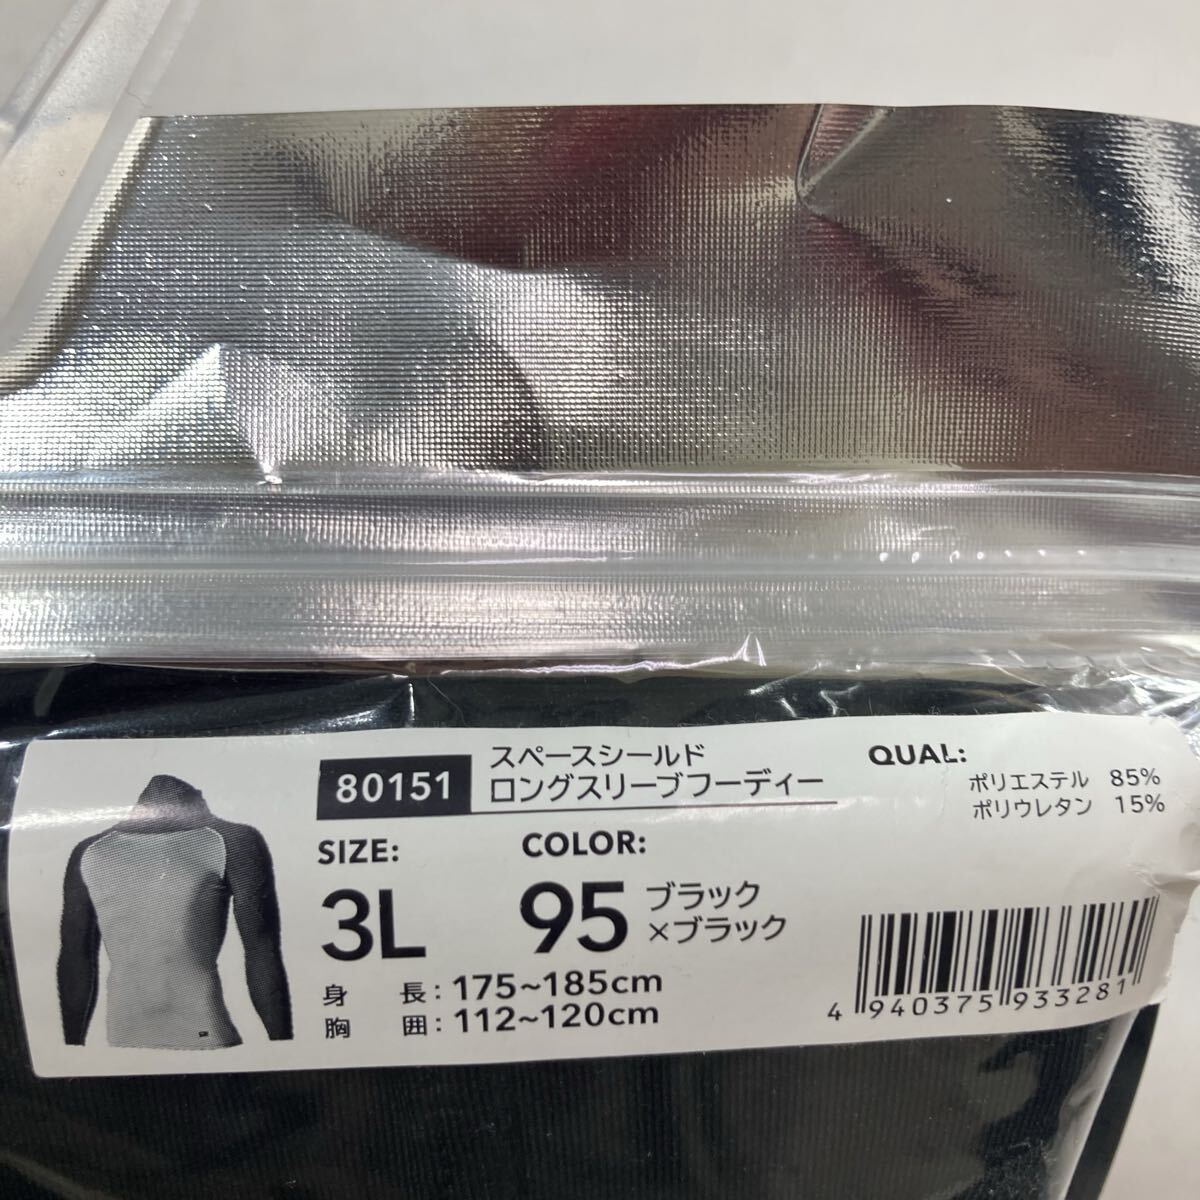 80151
スペースシールド
ロングスリーブフーディー
QUAL:
ポリエステル 85%
ポリウレタン 15%
SIZE:
3L
COLOR:
95 ブラック
×ブラック
身 長 : 175~185cm
胸 囲 : 112~120cm
4 940375 933281